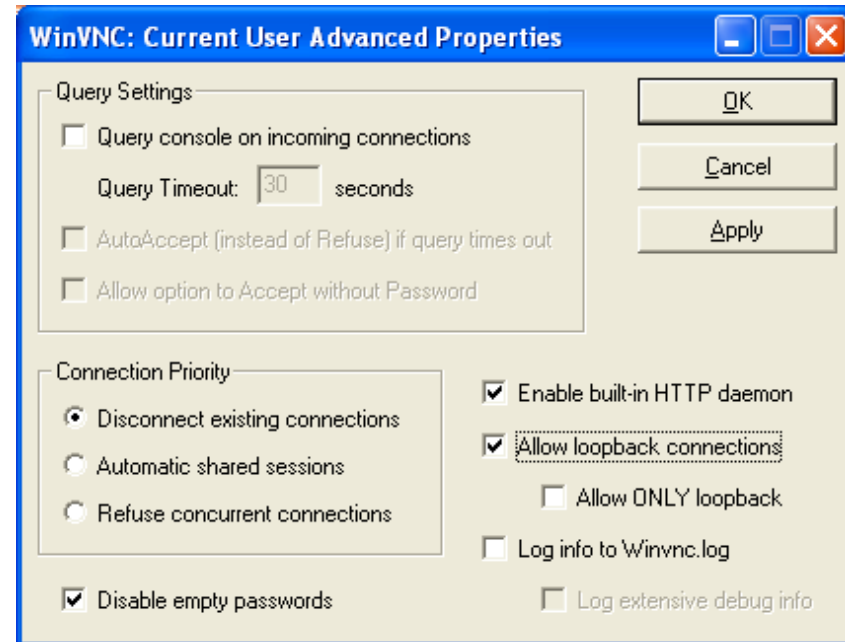 WinVNC: Current User Advanced Properties
Query Settings
Query console on incoming connections
Query Timeout: 30 seconds
AutoAccept (instead of Refuse) if query times out
Allow option to Accept without Password
OK
Cancel
Apply
Connection Priority
Disconnect existing connections
Automatic shared sessions
Refuse concurrent connections
Enable built-in HTTP daemon
Allow loopback connections
Allow ONLY loopback
Log info to Winvnc.log
Log extensive debug info
Disable empty passwords